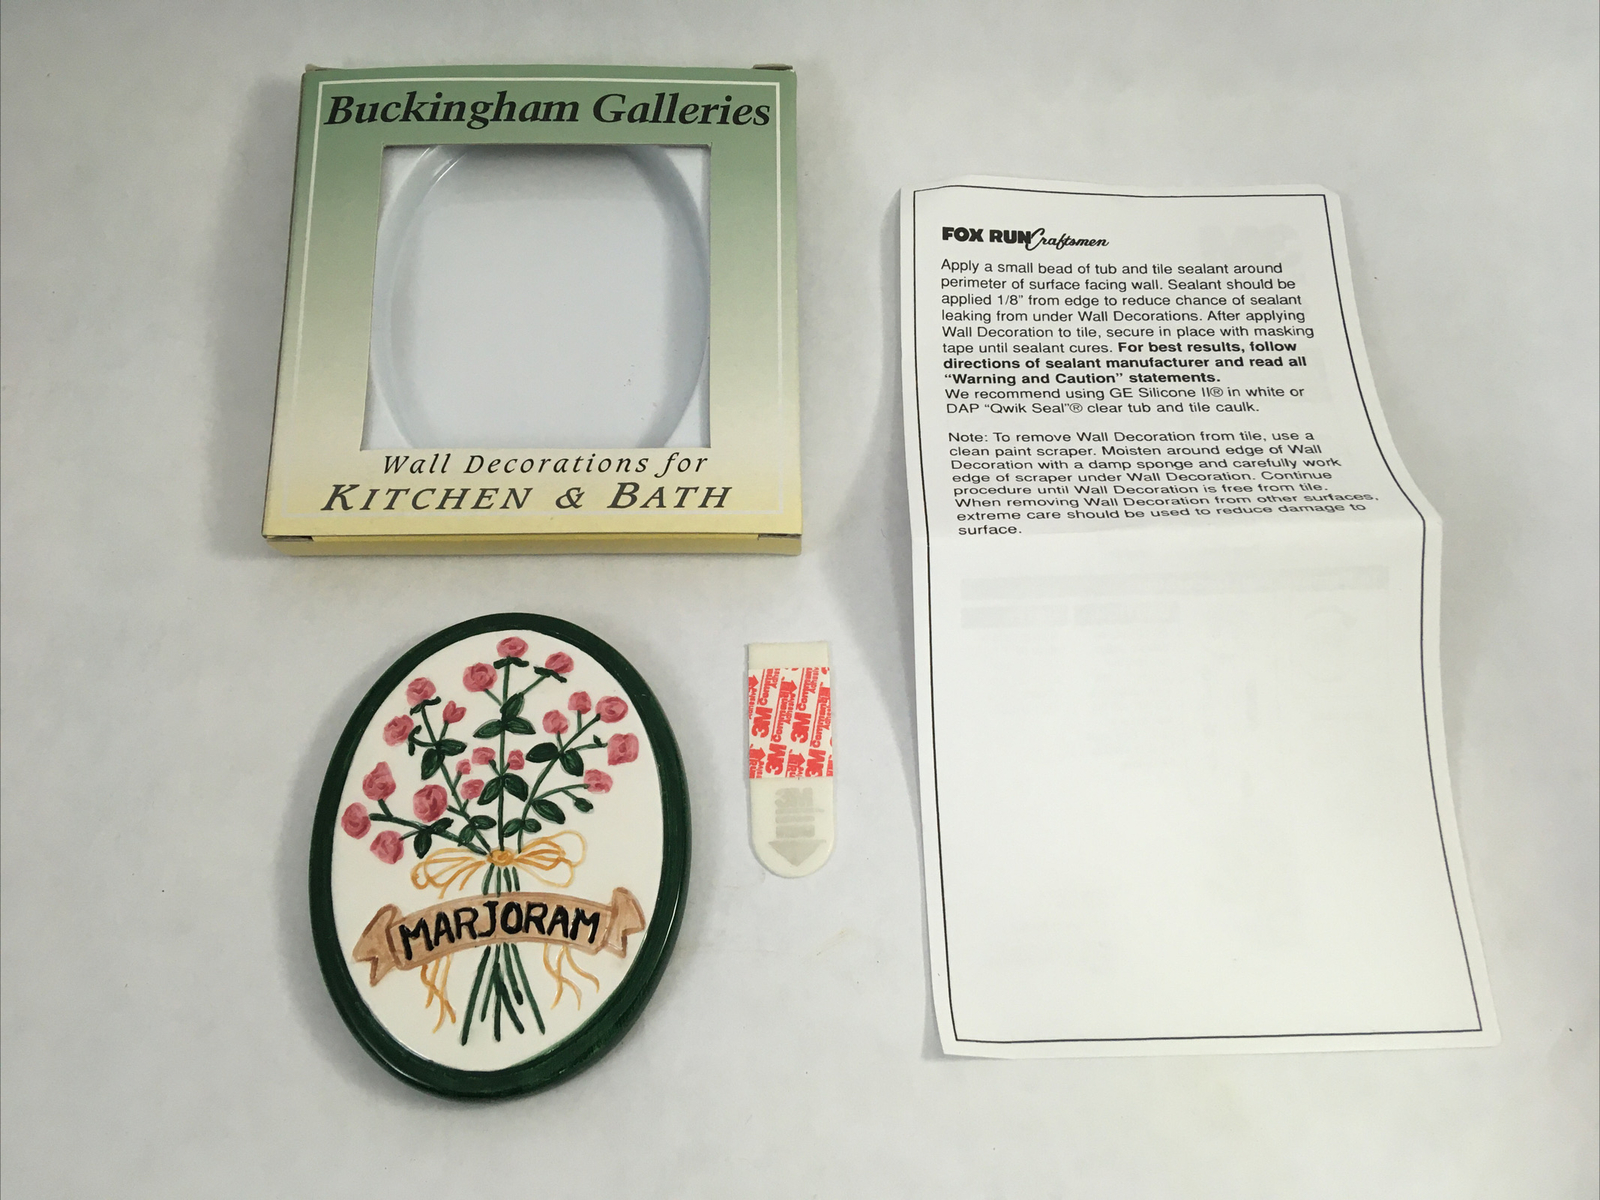 Buckingham Galleries
Wall Decorations for
KITCHEN & BATH
FOX RUN Craftsmen
Apply a small bead of tub and tile sealant around
perimeter of surface facing wall. Sealant should be
applied 1/8" from edge to reduce chance of sealant
leaking from under Wall Decorations. After applying
Wall Decoration to tile, secure in place with masking
tape until sealant cures. For best results, follow
directions of sealant manufacturer and read all
"Warning and Caution" statements.
We recommend using GE Silicone II® in white or
DAP "Qwik Seal"® clear tub and tile caulk.
Note: To remove Wall Decoration from tile, use a
clean paint scraper. Moisten around edge of Wall
Decoration with a damp sponge and carefully work
edge of scraper under Wall Decoration. Continue
procedure until Wall Decoration is free from tile.
When removing Wall Decoration from other surfaces,
extreme care should be used to reduce damage to
surface.
MARJORAM
3M Command
3M Command
Adhesive